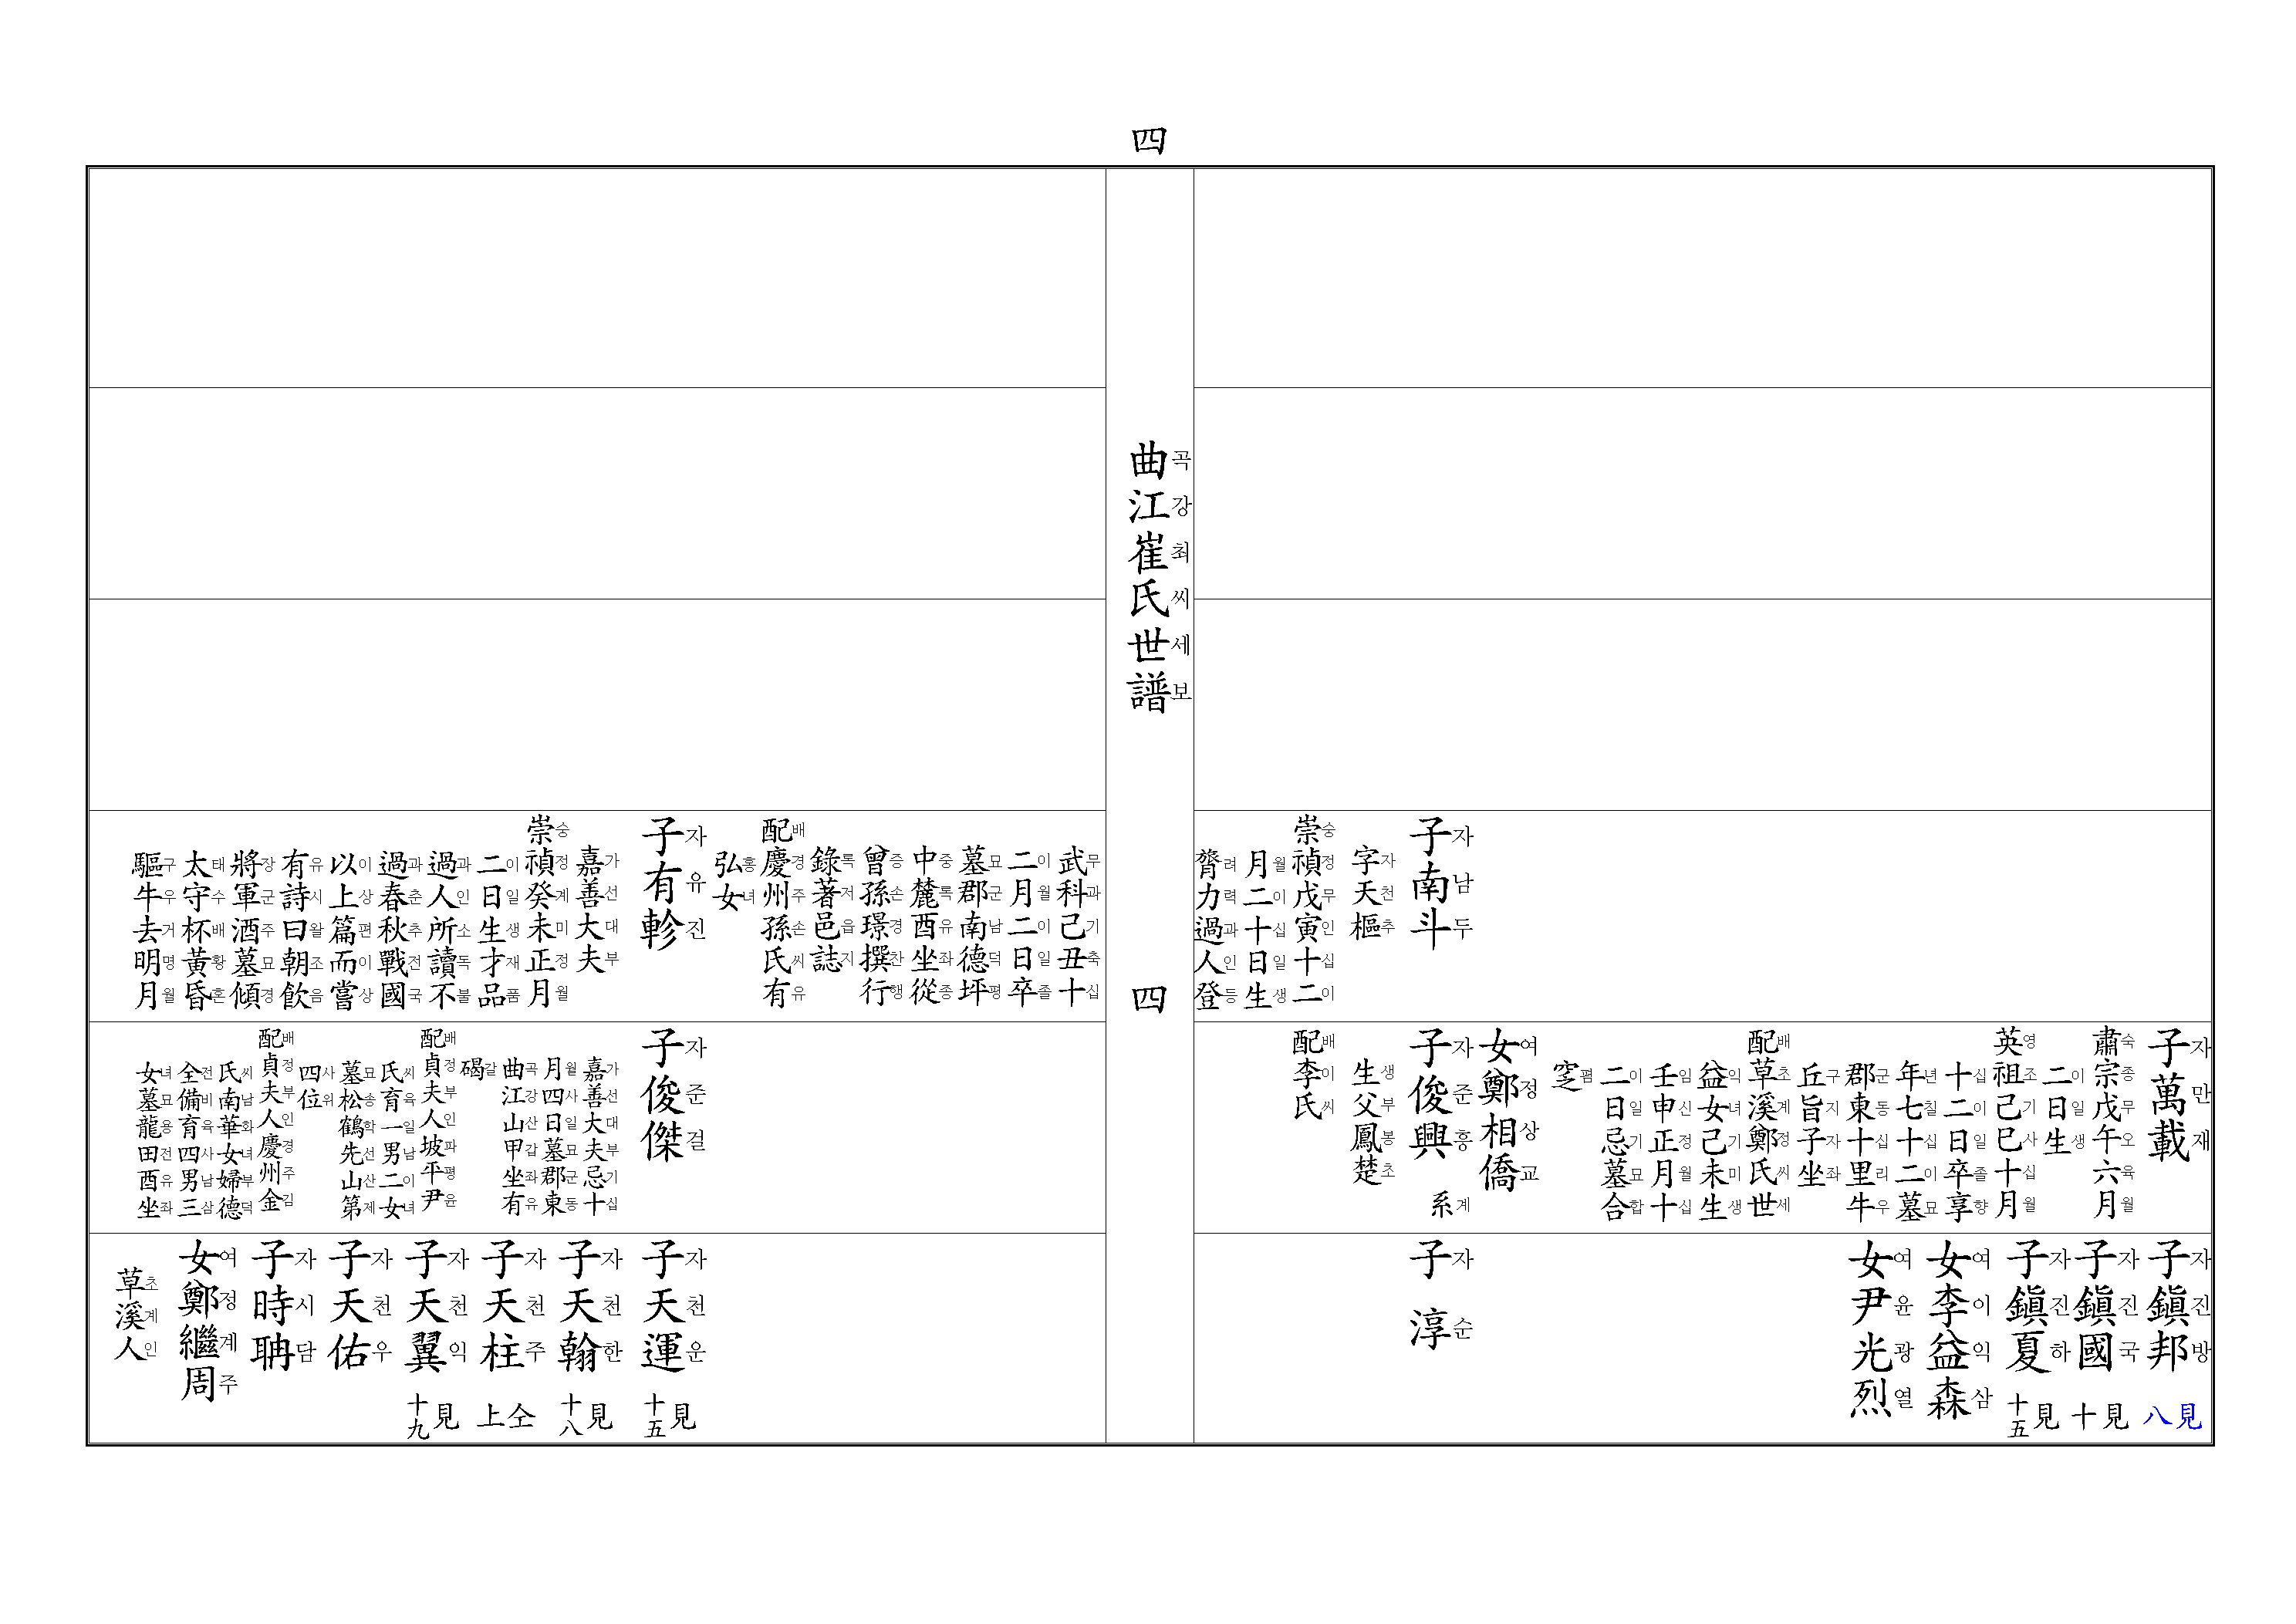 四
子南斗
자남두
字天樞
자천추
崇禎戊寅十二
숭정무인십이
月二十日生
월이십일생
膂力過人登
려력과인등
子萬載
자만재
肅宗戊午六月
숙종무오육월
二日生
이일생
英祖己巳十月
영조기사십월
十二日卒享
십이일졸향
年七十二墓
년칠십이묘
郡東十里牛
군동십리우
丘旨子坐
구지자좌
配草溪鄭氏世
배초계정씨세
益女己未生
익녀기미생
壬申正月十
임신정월십
二日忌墓合
이일기묘합
窆
폄
女鄭相僑
여정상교
子俊興 系
자준흥 계
生父鳳楚
생부봉초
配李氏
배이씨
子鎭邦
자진방
見八
子鎭國
자진국
見十
子鎭夏
자진하
見十五
女李益森
여이익삼
女尹光烈
여윤광열
子淳
자순
曲江崔氏世譜
곡강최씨세보
四
武科己丑十
무과기축십
二月二日卒
이월이일졸
墓郡南德坪
묘군남덕평
中麓酉坐從
중록유좌종
曾孫璟撰行
증손경찬행
錄著邑誌
록저읍지
配慶州孫氏有
배경주손씨유
弘女
홍녀
子有軫
자유진
嘉善大夫
가선대부
崇禎癸未正月
숭정계미정월
二日生才品
이일생재품
過人所讀不
과인소독불
過春秋戰國
과춘추전국
以上篇而嘗
이상편이상
有詩曰朝飮
유시왈조음
將軍酒墓傾
장군주묘경
太守杯黃昏
태수배황혼
驅牛去明月
구우거명월
子俊傑
자준걸
嘉善大夫忌十
가선대부기십
月四日墓郡東
월사일묘군동
曲江山甲坐有
곡강산갑좌유
碣
갈
配貞夫人坡平尹
배정부인파평윤
氏育一男二女
씨육일남이녀
墓松鶴先山第
묘송학선산제
四位
사위
配貞夫人慶州金
배정부인경주김
氏南華女婦德
씨남화녀부덕
全備育四男三
전비육사남삼
女墓龍田酉坐
녀묘용전유좌
子天運
자천운
見十五
子天翰
자천한
見十八
子天柱
자천주
仝上
子天翼
자천익
見十九
子天佑
자천우
子時聃
자시담
女鄭繼周
여정계주
草溪人
초계인